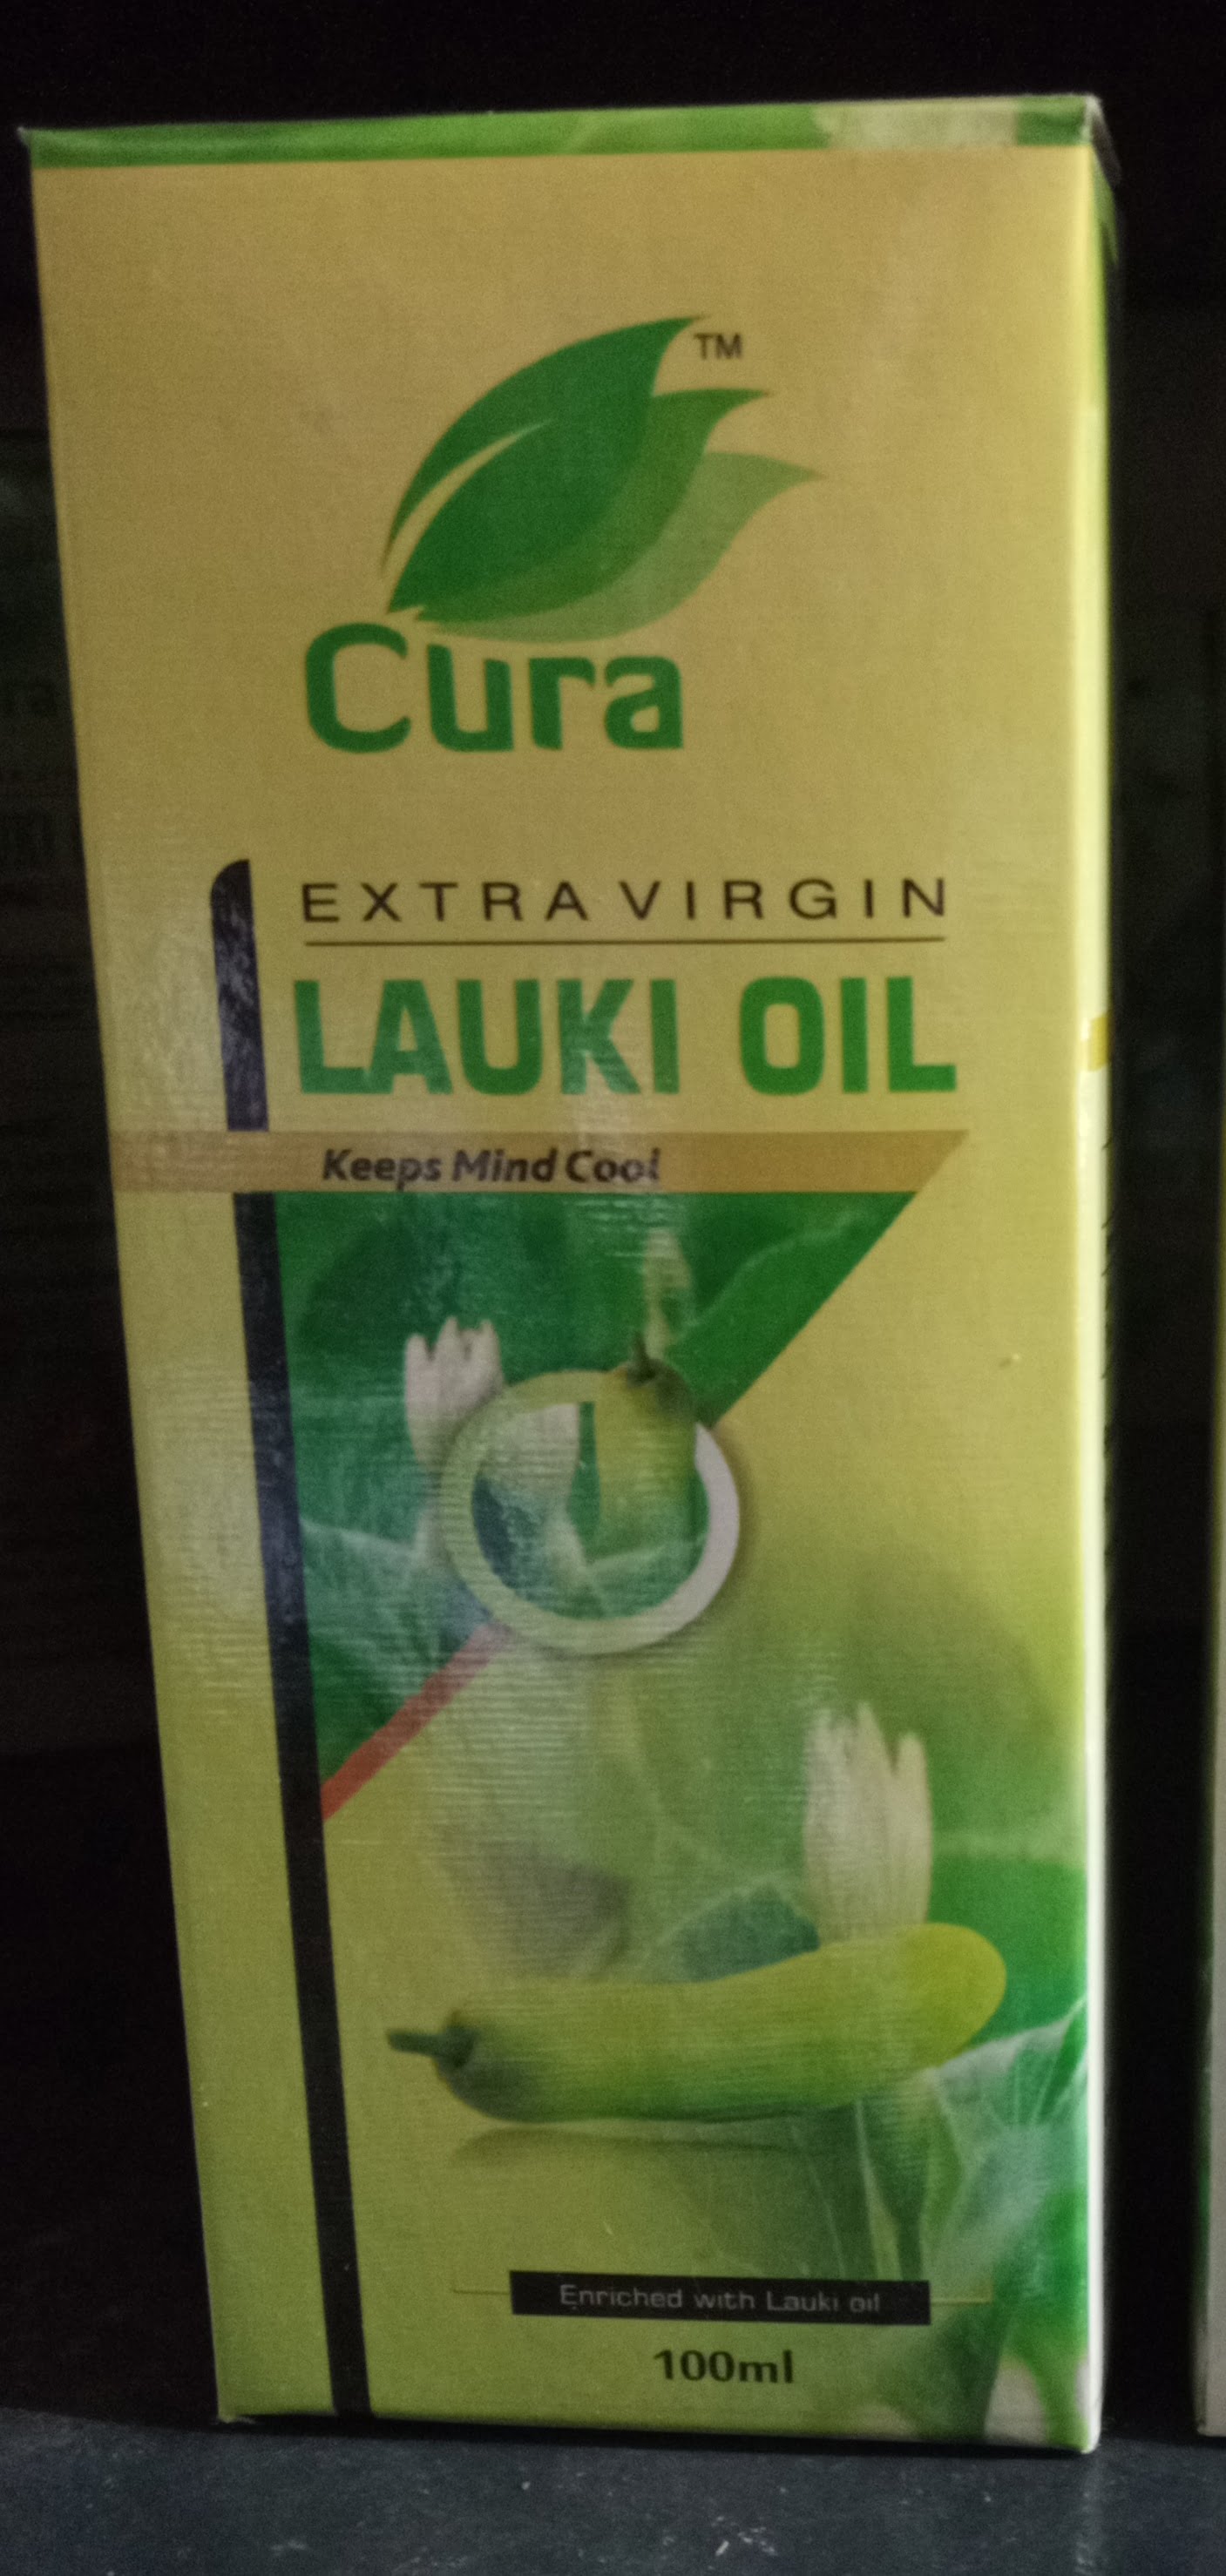 TM
Cura
EXTRA VIRGIN
LAUKI OIL
Keeps Mind Cool
Enriched with Lauki oil
100ml